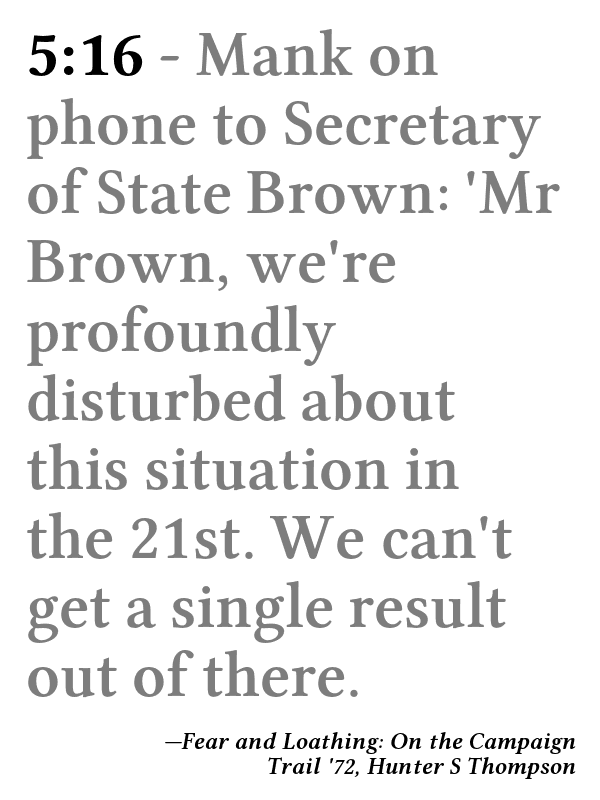 5:16 - Mank on
phone to Secretary
of State Brown: 'Mr
Brown, we're
profoundly
disturbed about
this situation in
the 21st. We can't
get a single result
out of there.
—Fear and Loathing: On the Campaign
Trail '72, Hunter S Thompson